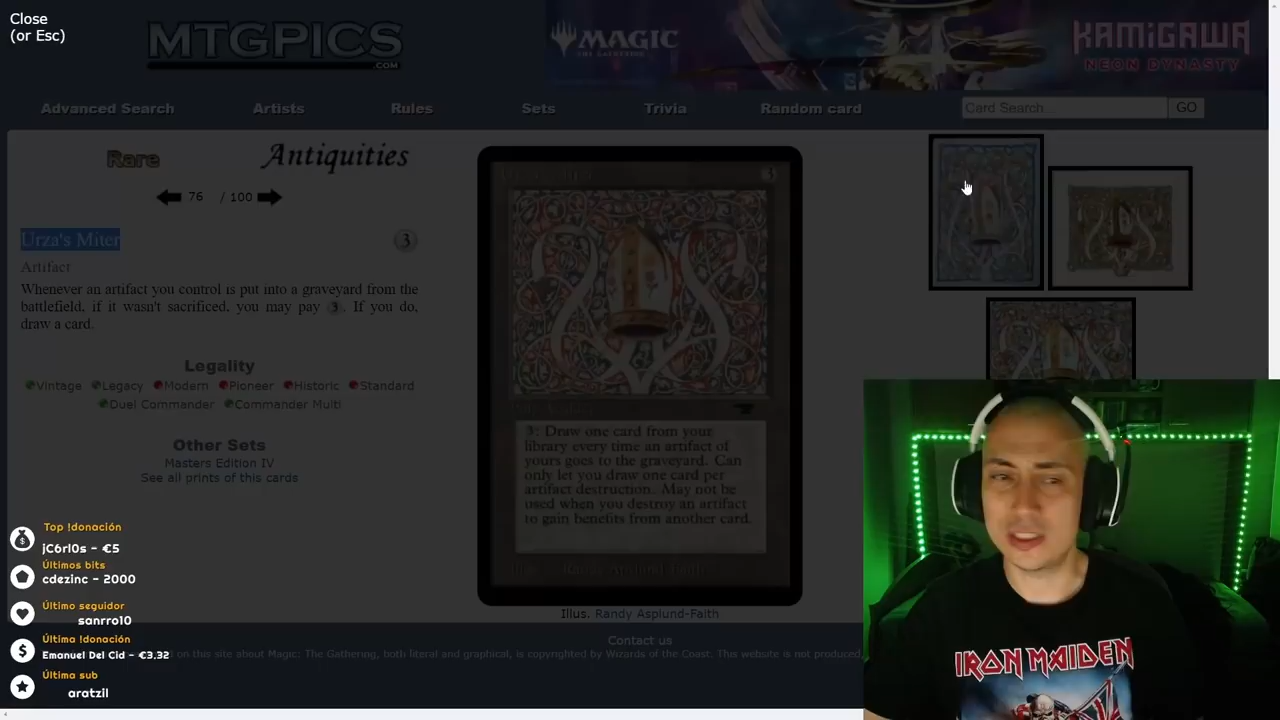 Close
(or Esc)
MTGPICS
.COM
MAGIC
KAMIGAWA
NEON DYNASTY
Advanced Search
Artists
Rules
Sets
Trivia
Random card
Card Search...
GO
Rare
Antiquities
76 / 100
Urza's Miter
3
Artifact
Whenever an artifact you control is put into a graveyard from the
battlefield, if it wasn't sacrificed, you may pay 3. If you do,
draw a card.
Legality
Vintage Legacy Modern Pioneer Historic Standard
Duel Commander Commander Multi
Other Sets
Masters Edition IV
See all prints of this cards
3
3: Draw one card from your
library every time an artifact of
yours goes to the graveyard. Can
only let you draw one card per
artifact destruction. May not be
used when you destroy an artifact
to gain benefits from another card.
Illus. Randy Asplund-Faith
Contact us
on this site about Magic: The Gathering, both literal and graphical, is copyrighted by Wizards of the Coast. This website is not produced,
Top !donación
jC6rl0s - €5
Últimos bits
cdezinc - 2000
Último seguidor
sanrro10
Última !donación
Emanuel Del Cid - €3,32
Última sub
aratzil
IRON MAIDEN